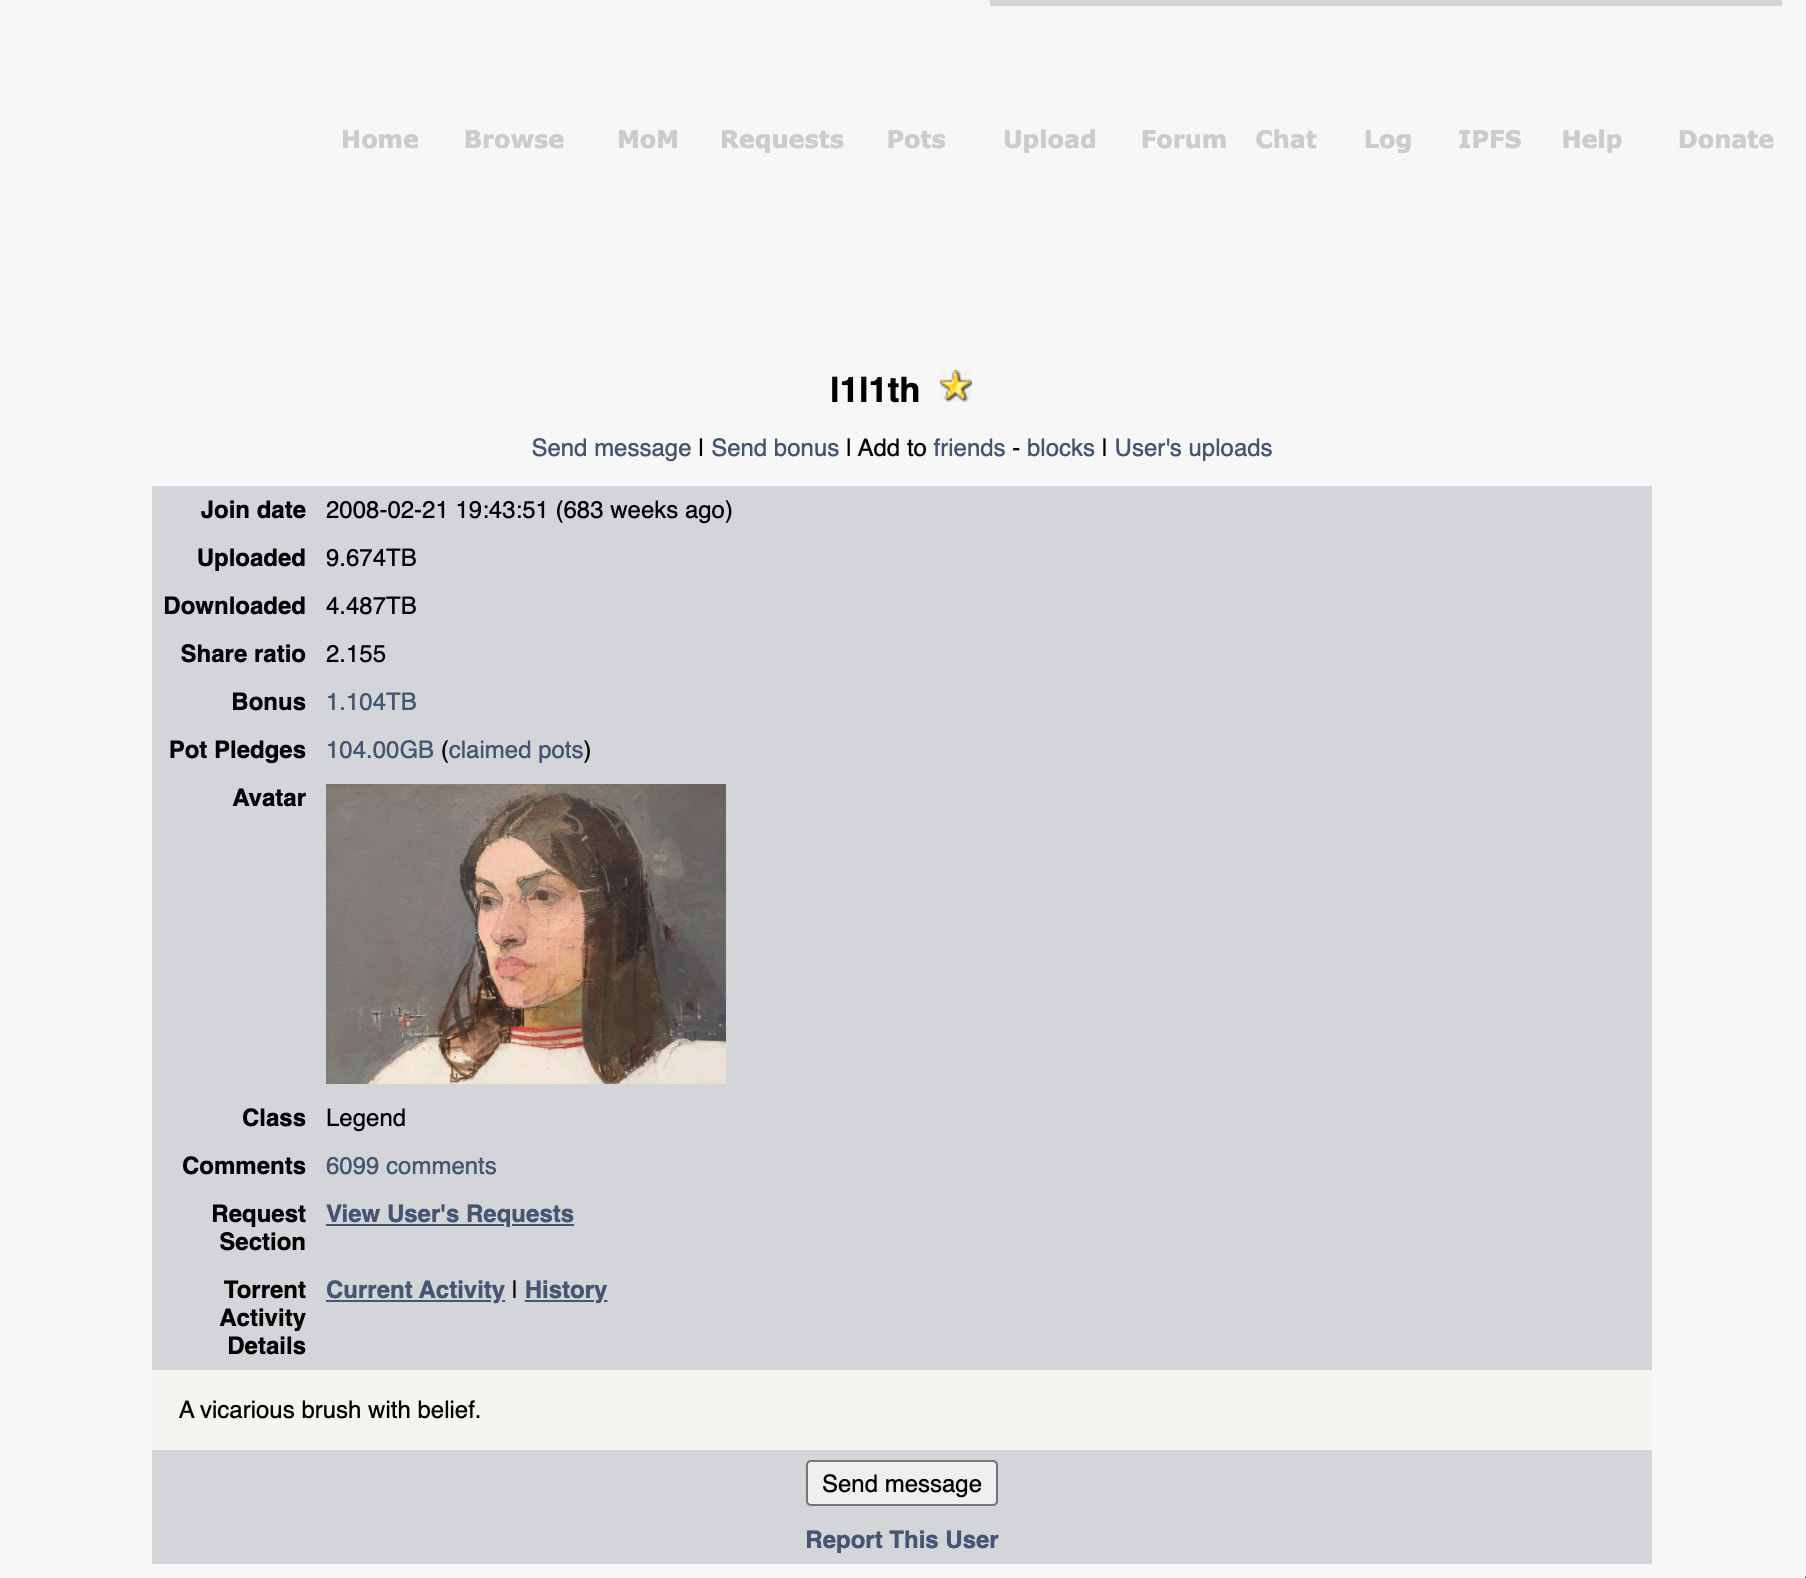 Home Browse MoM Requests Pots Upload Forum Chat Log IPFS Help Donate
l1l1th
Send message | Send bonus | Add to friends - blocks | User's uploads
Join date 2008-02-21 19:43:51 (683 weeks ago)
Uploaded 9.674TB
Downloaded 4.487TB
Share ratio 2.155
Bonus 1.104TB
Pot Pledges 104.00GB (claimed pots)
Avatar
Class Legend
Comments 6099 comments
Request View User's Requests
Section
Torrent Current Activity | History
Activity
Details
A vicarious brush with belief.
Send message
Report This User